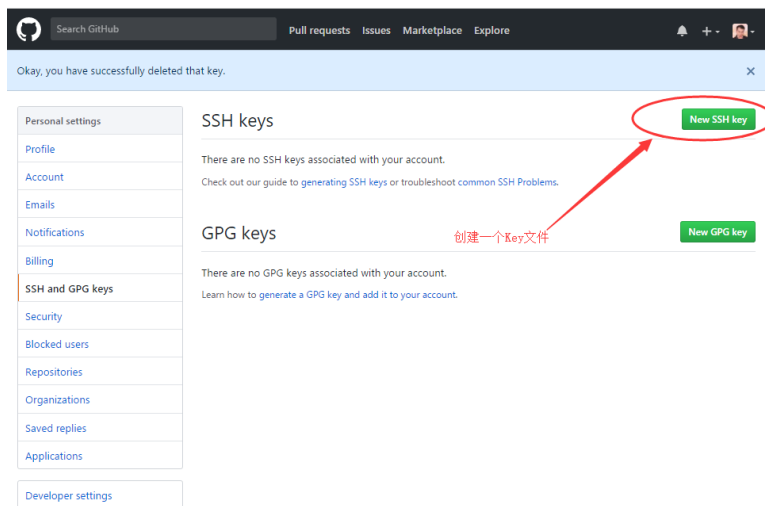 Search GitHub
Pull requests Issues Marketplace Explore
Okay, you have successfully deleted that key.
Personal settings
Profile
Account
Emails
Notifications
Billing
SSH and GPG keys
Security
Blocked users
Repositories
Organizations
Saved replies
Applications
Developer settings
SSH keys
New SSH key
There are no SSH keys associated with your account.
Check out our guide to generating SSH keys or troubleshoot common SSH Problems.
创建一个Key文件
GPG keys
New GPG key
There are no GPG keys associated with your account.
Learn how to generate a GPG key and add it to your account.